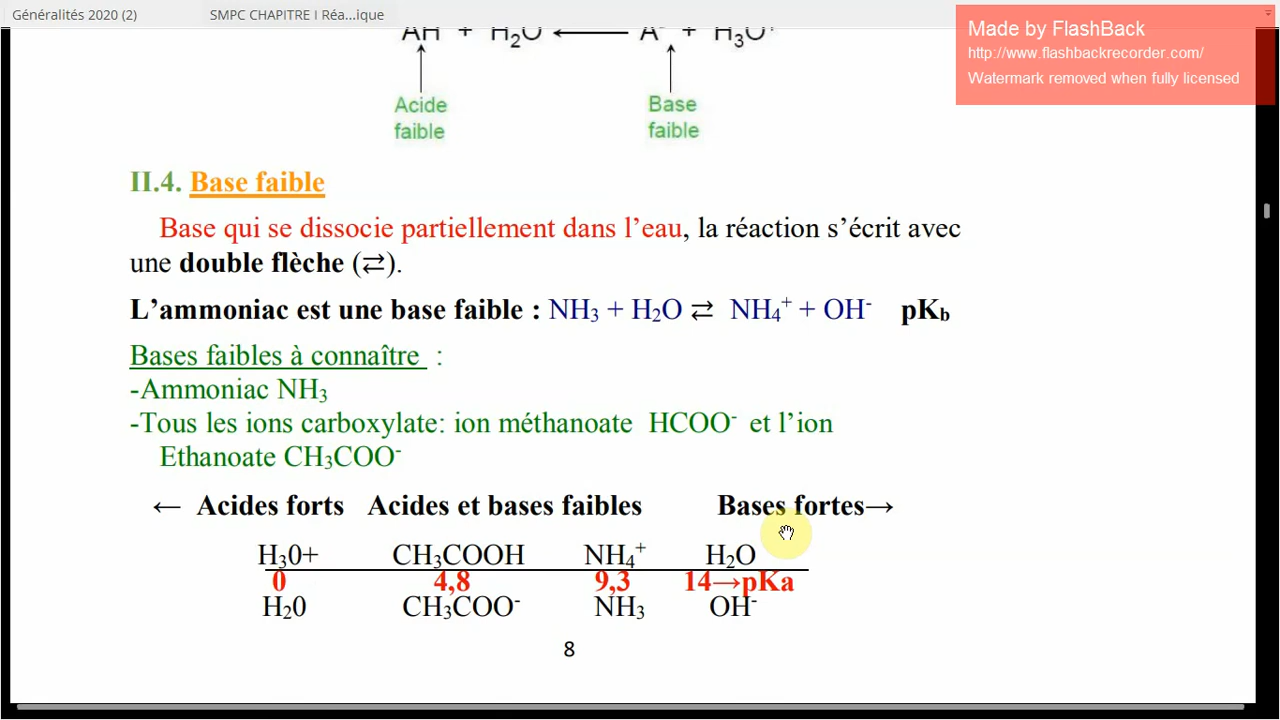 Généralités 2020 (2) SMPC CHAPITRE I Réa...ique
Made by FlashBack
http://www.flashbackrecorder.com/
Watermark removed when fully licensed
AH + H₂O ⟵ A⁻ + H₃O⁺
Acide faible
Base faible
II.4. Base faible
Base qui se dissocie partiellement dans l’eau, la réaction s’écrit avec
une double flèche (⇄).
L’ammoniac est une base faible : NH₃ + H₂O ⇄ NH₄⁺ + OH⁻ pK_b
Bases faibles à connaître :
-Ammoniac NH₃
-Tous les ions carboxylate: ion méthanoate HCOO⁻ et l’ion
Ethanoate CH₃COO⁻
← Acides forts Acides et bases faibles Bases fortes→
H₃0+ CH₃COOH NH₄⁺ H₂O
0 4,8 9,3 14→pKa
H₂0 CH₃COO⁻ NH₃ OH⁻
8